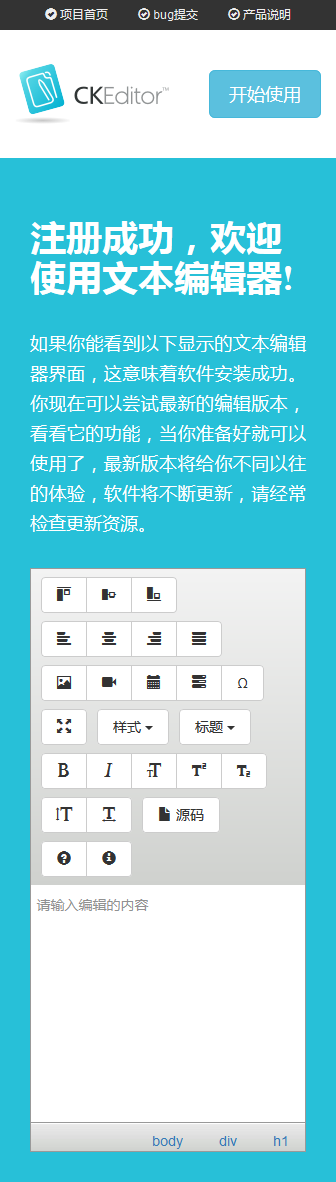 项目首页 bug提交 产品说明
CKEditor™
开始使用
注册成功，欢迎
使用文本编辑器!
如果你能看到以下显示的文本编辑
器界面，这意味着软件安装成功。
你现在可以尝试最新的编辑版本，
看看它的功能，当你准备好就可以
使用了，最新版本将给你不同以往
的体验，软件将不断更新，请经常
检查更新资源。
Ω
样式 标题
B I TT T² T₂
IT T 源码
请输入编辑的内容
body div h1